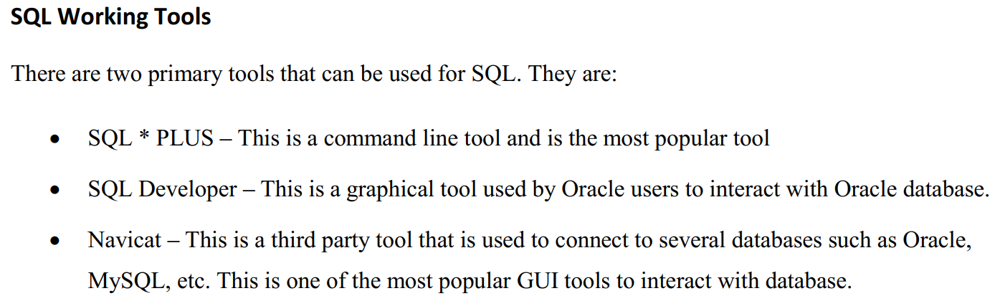 SQL Working Tools
There are two primary tools that can be used for SQL. They are:
• SQL * PLUS – This is a command line tool and is the most popular tool
• SQL Developer – This is a graphical tool used by Oracle users to interact with Oracle database.
• Navicat – This is a third party tool that is used to connect to several databases such as Oracle,
MySQL, etc. This is one of the most popular GUI tools to interact with database.